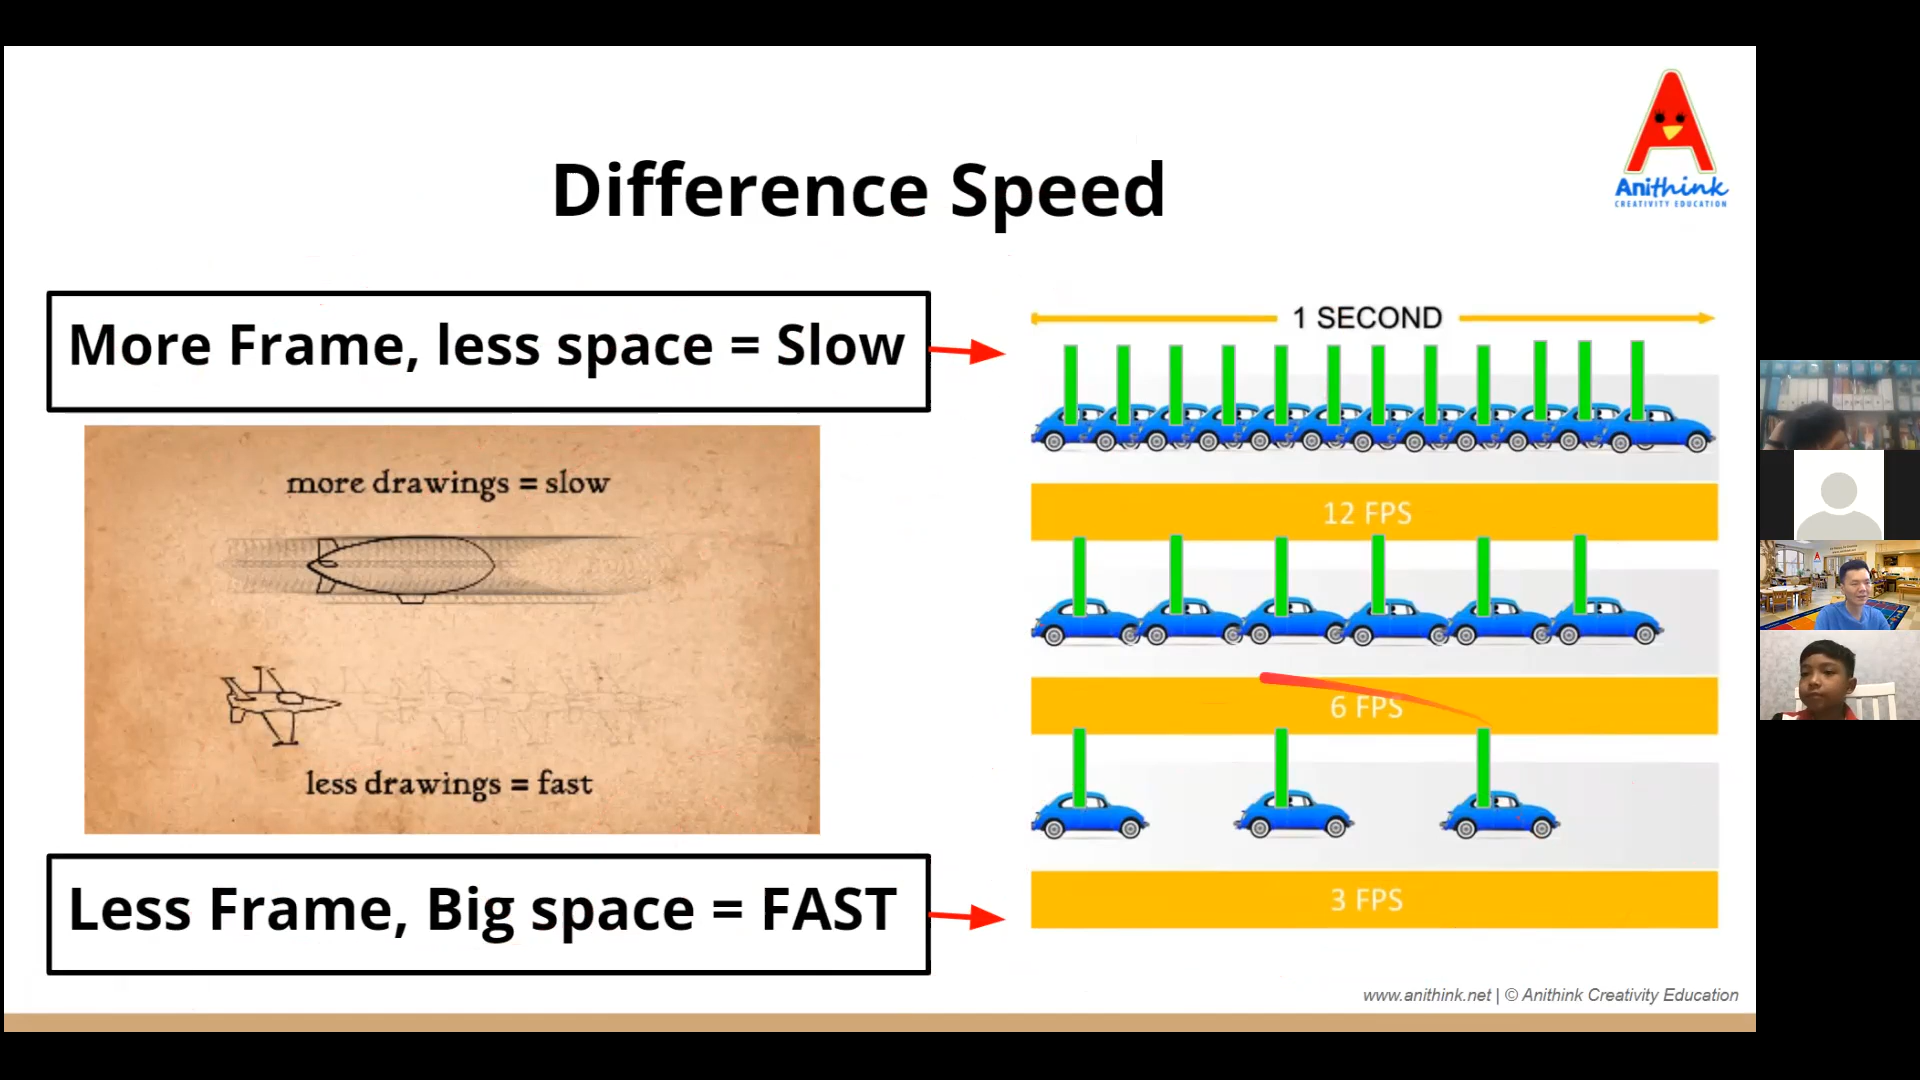 Anithink
CREATIVITY EDUCATION
Difference Speed
More Frame, less space = Slow
1 SECOND
more drawings = slow
12 FPS
6 FPS
less drawings = fast
Less Frame, Big space = FAST
3 FPS
www.anithink.net | © Anithink Creativity Education